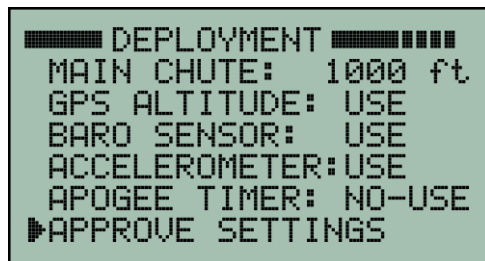 DEPLOYMENT
MAIN CHUTE: 1000 ft
GPS ALTITUDE: USE
BARO SENSOR: USE
ACCELEROMETER:USE
APOGEE TIMER: NO-USE
APPROVE SETTINGS